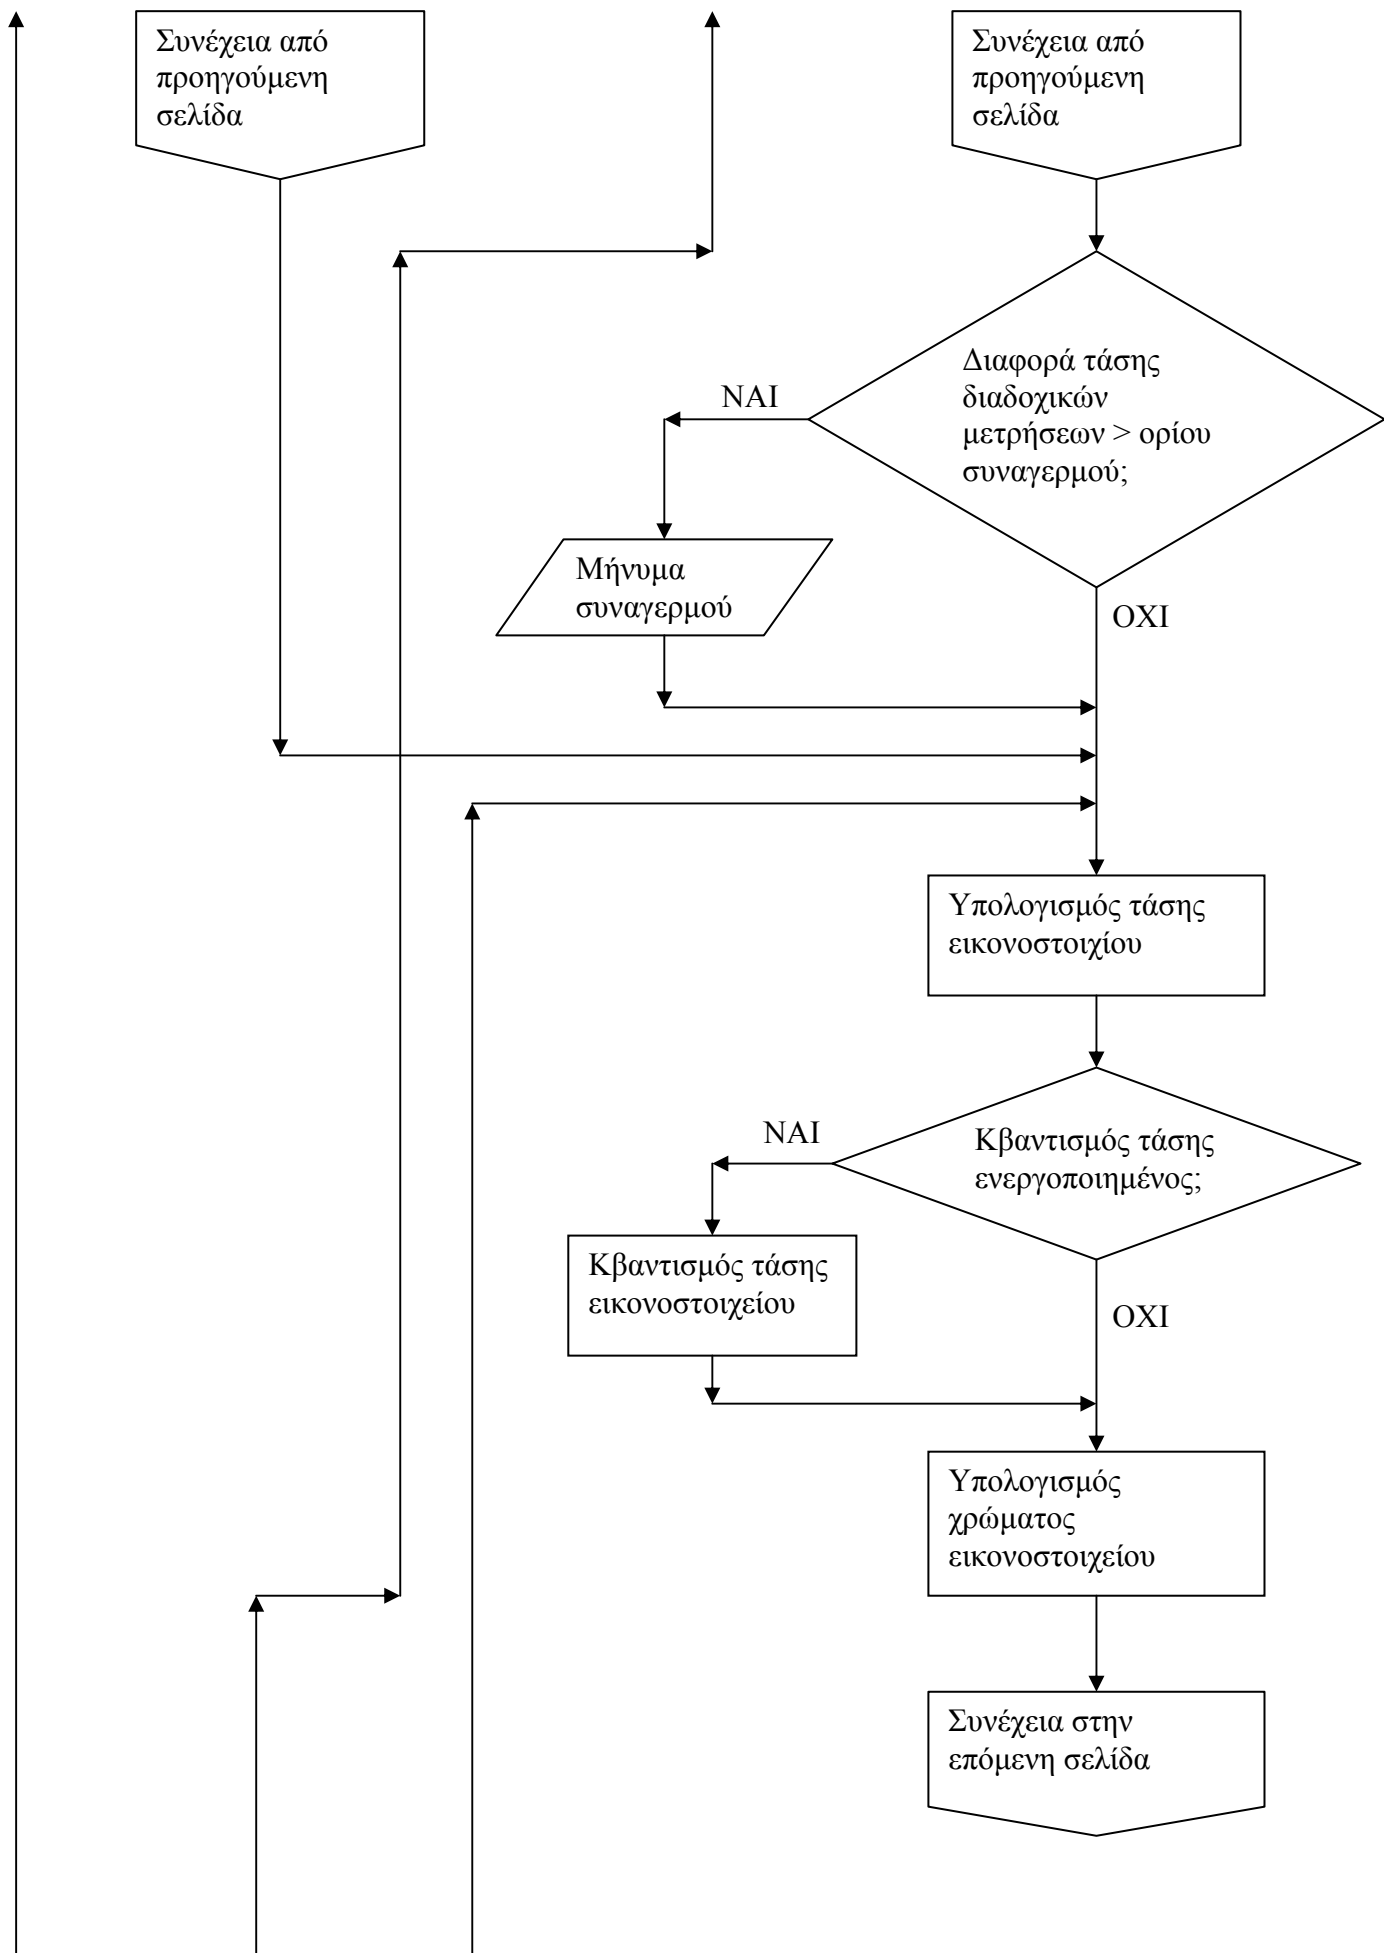 Συνέχεια από
προηγούμενη
σελίδα
Συνέχεια από
προηγούμενη
σελίδα
Διαφορά τάσης
διαδοχικών
μετρήσεων > ορίου
συναγερμού;
ΝΑΙ
Μήνυμα
συναγερμού
ΟΧΙ
Υπολογισμός τάσης
εικονοστοιχίου
ΝΑΙ
Κβαντισμός τάσης
ενεργοποιημένος;
Κβαντισμός τάσης
εικονοστοιχείου
ΟΧΙ
Υπολογισμός
χρώματος
εικονοστοιχείου
Συνέχεια στην
επόμενη σελίδα